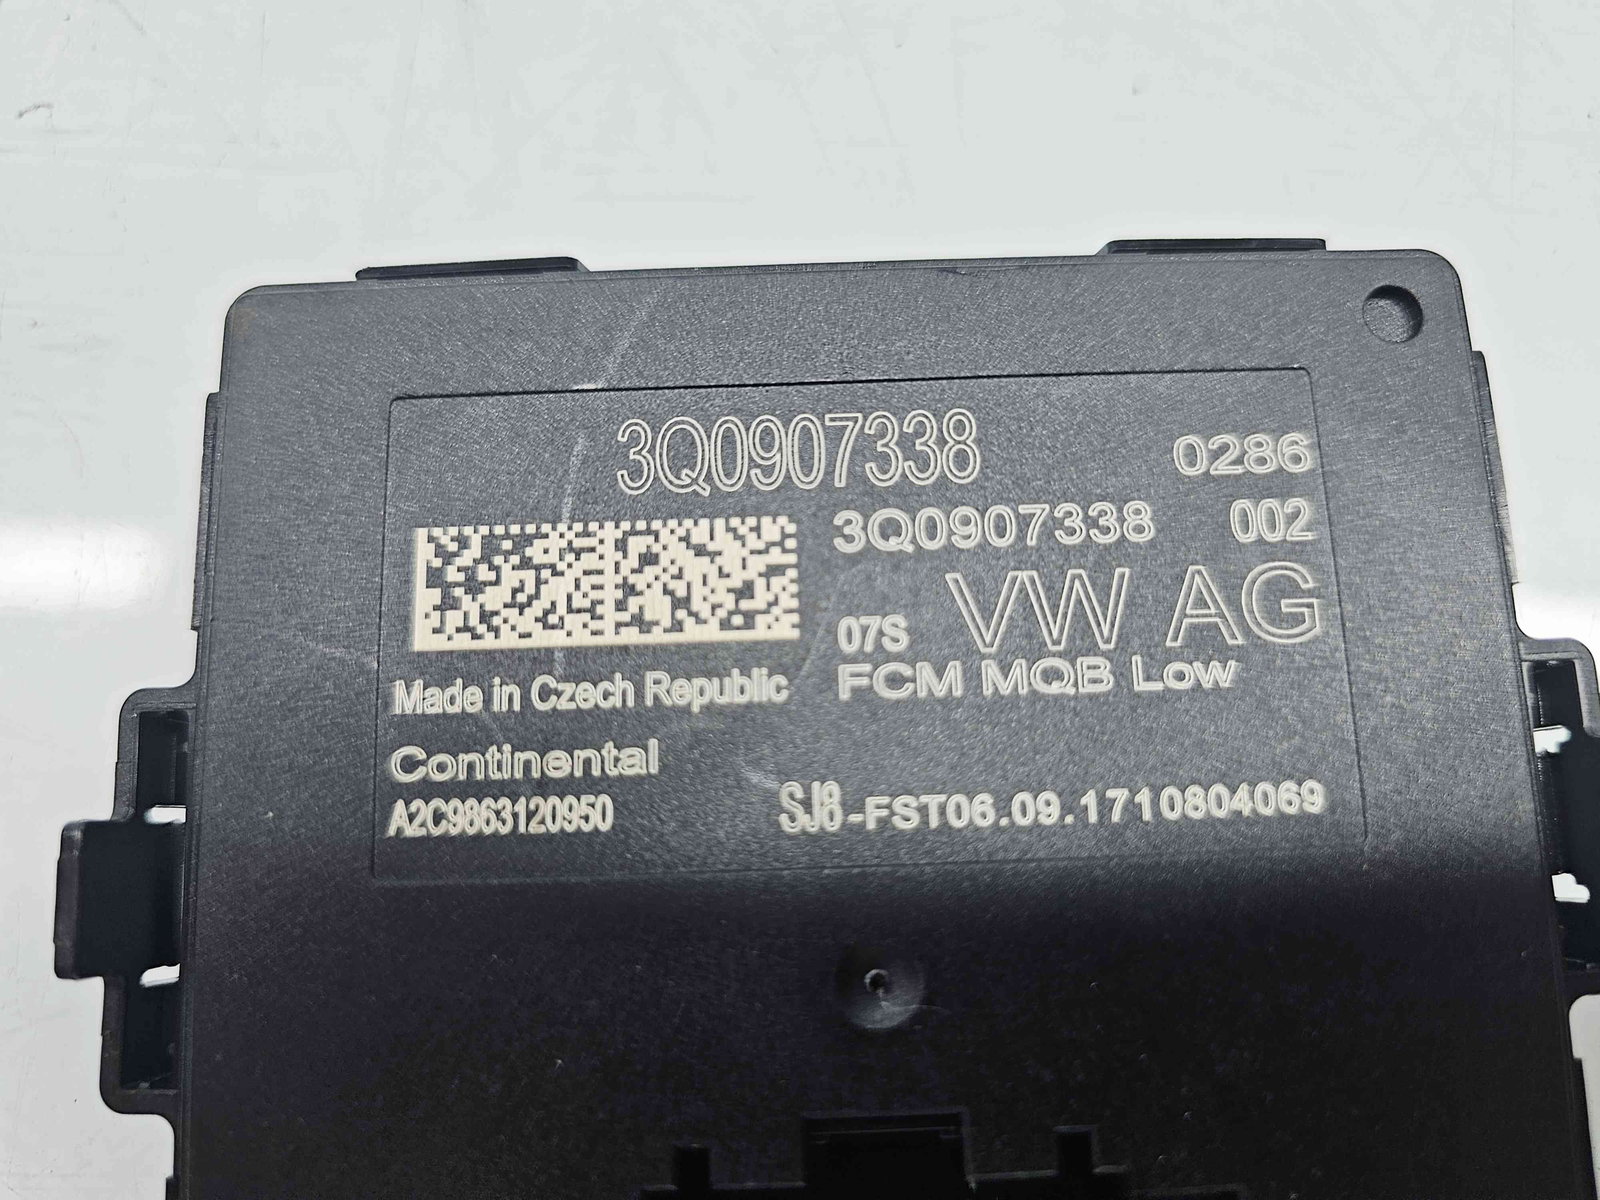 3Q0907338 0286
3Q0907338 002
07S VW AG
FCM MQB Low
Made in Czech Republic
Continental
A2C9863120950 SJ8-FST06.09.1710804069